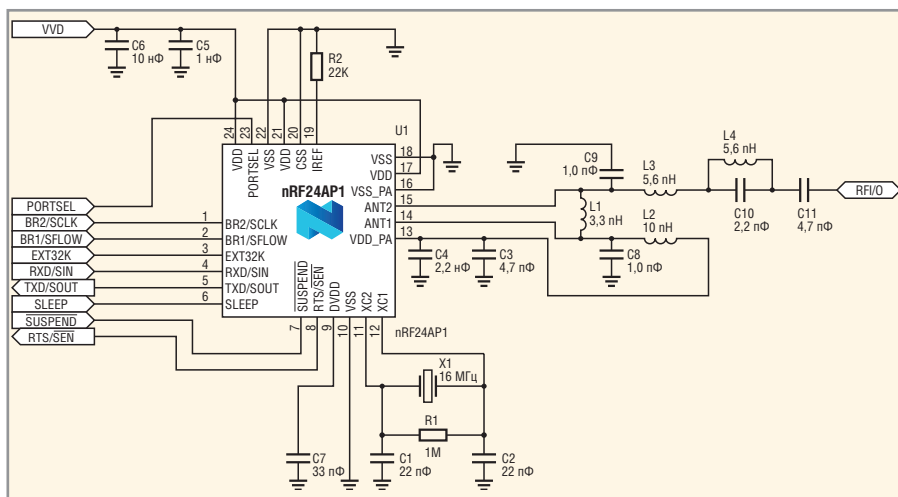 VVD
C6
10 нФ
C5
1 нФ
R2
22K
24
23
22
21
20
19
VDD
PORTSEL
VSS
VDD
CSS
IREF
U1
nRF24AP1
18
17
16
15
14
13
VSS
VDD
VSS_PA
ANT2
ANT1
VDD_PA
PORTSEL
BR2/SCLK
BR1/SFLOW
EXT32K
RXD/SIN
TXD/SOUT
SLEEP
SUSPEND
RTS/SEN
1
2
3
4
5
6
BR2/SCLK
BR1/SFLOW
EXT32K
RXD/SIN
TXD/SOUT
SLEEP
SUSPEND
RTS/SEN
DVDD
VSS
XC2
XC1
7
8
9
10
11
12
nRF24AP1
C9
1,0 пФ
L3
5,6 nH
L4
5,6 nH
C10
2,2 пФ
C11
4,7 пФ
RFI/O
L1
3,3 nH
L2
10 nH
C4
2,2 нФ
C3
4,7 пФ
C8
1,0 пФ
X1
16 МГц
R1
1M
C7
33 пФ
C1
22 пФ
C2
22 пФ